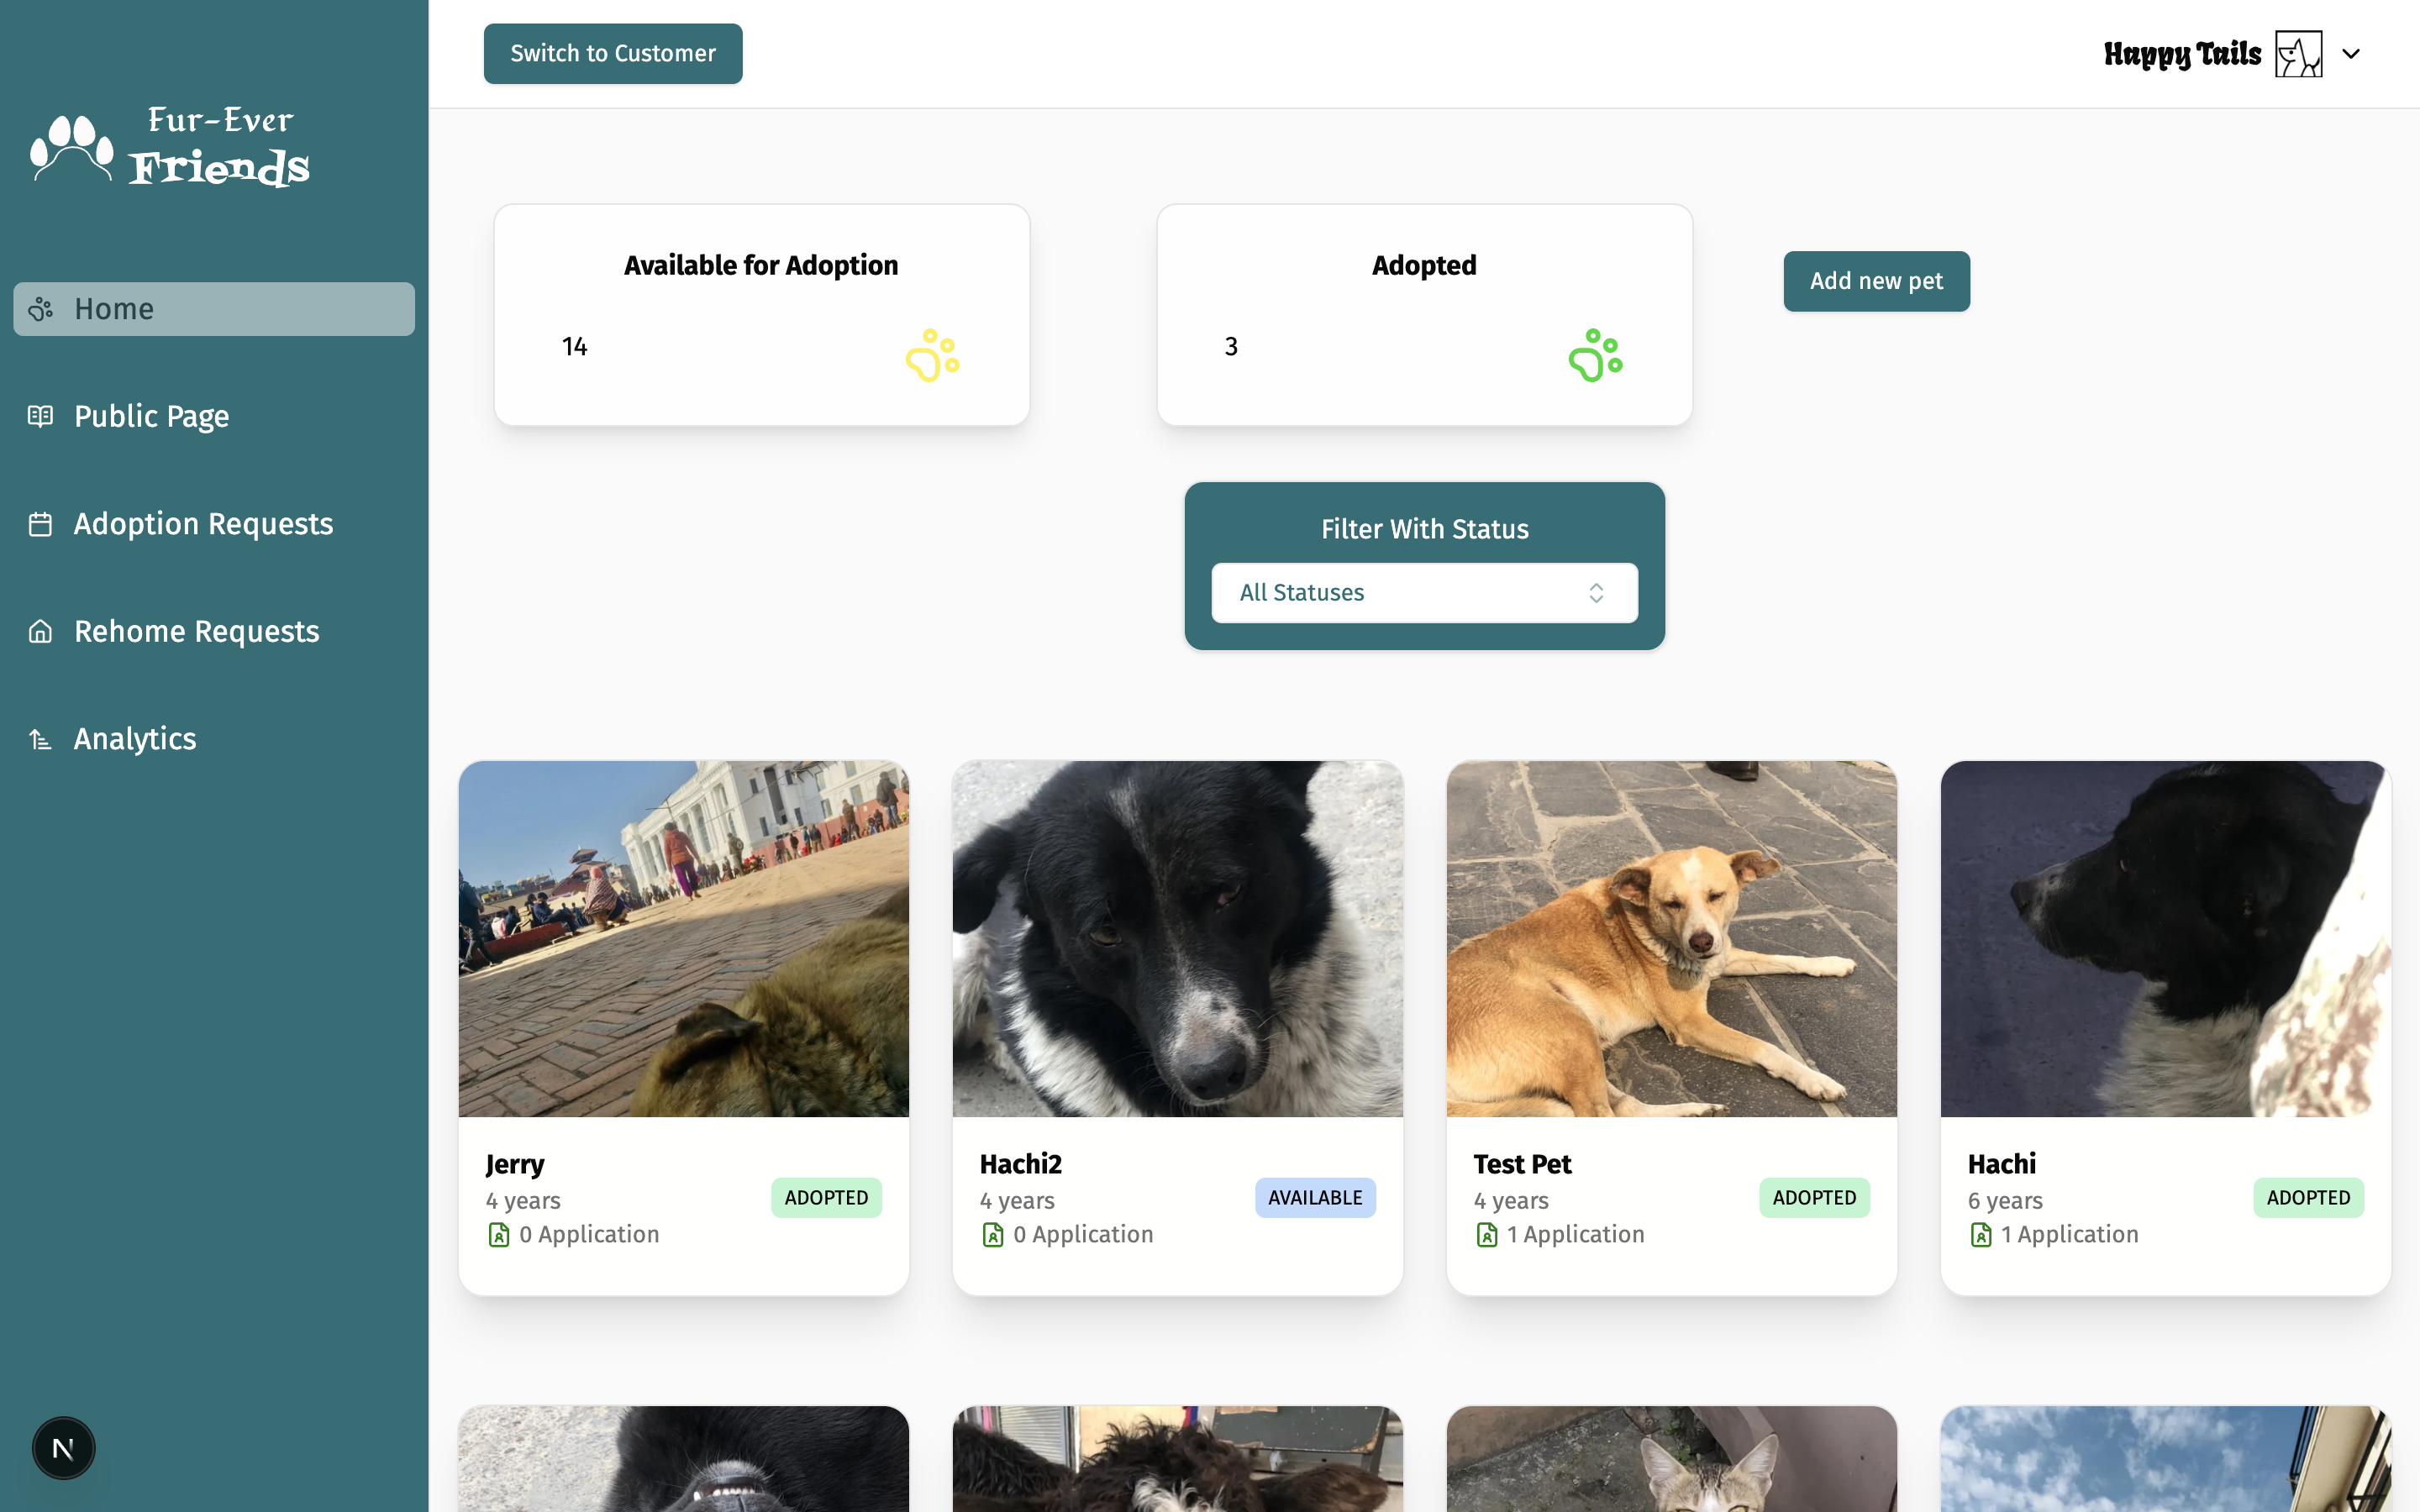 Fur-Ever
Friends
Home
Public Page
Adoption Requests
Rehome Requests
Analytics
N
Switch to Customer
Happy Tails
Available for Adoption
14
Adopted
3
Add new pet
Filter With Status
All Statuses
Jerry
4 years
0 Application
ADOPTED
Hachi2
4 years
0 Application
AVAILABLE
Test Pet
4 years
1 Application
ADOPTED
Hachi
6 years
1 Application
ADOPTED